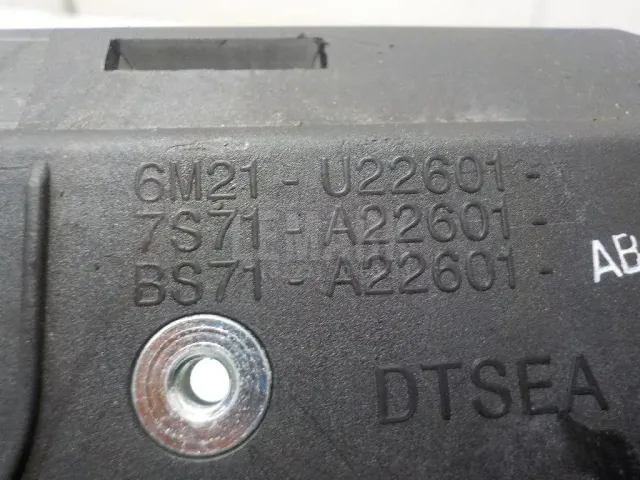 6M21 - U22601 -
7S71 - A22601 -
BS71 - A22601 -
AB
DTSEA